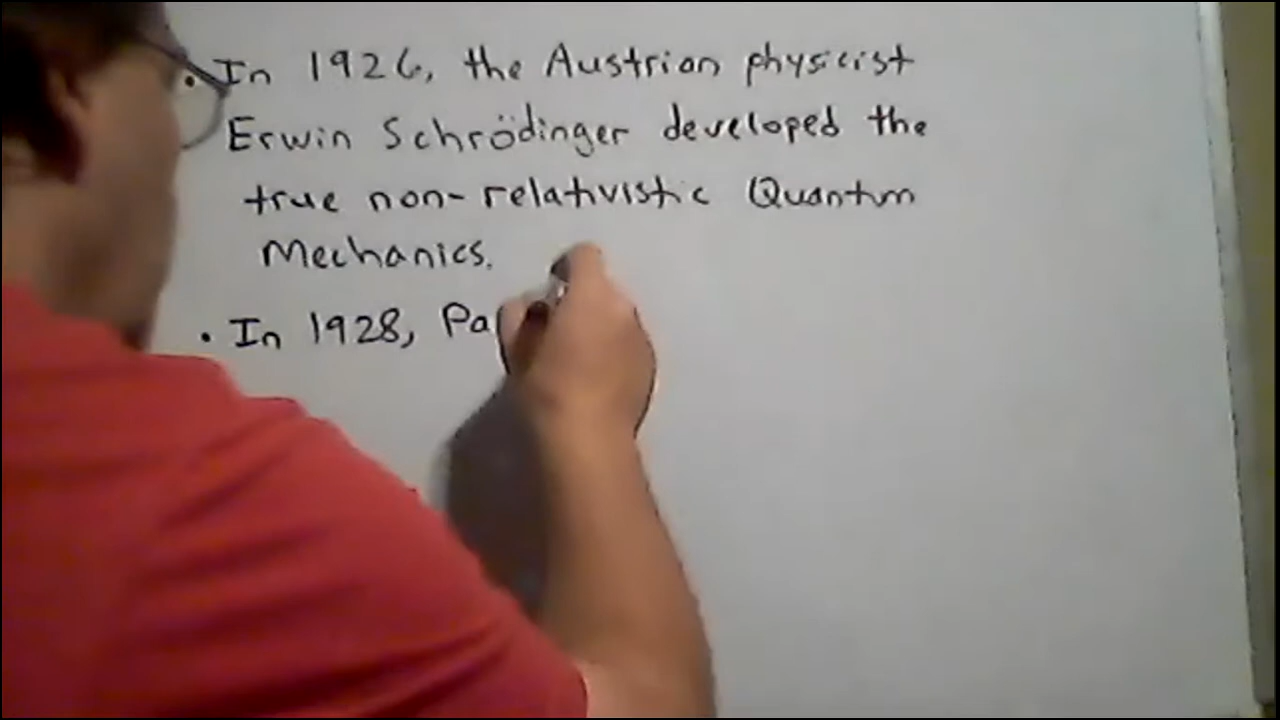 • In 1926, the Austrian physicist
Erwin Schrödinger developed the
true non-relativistic Quantum
Mechanics.
• In 1928, Pa